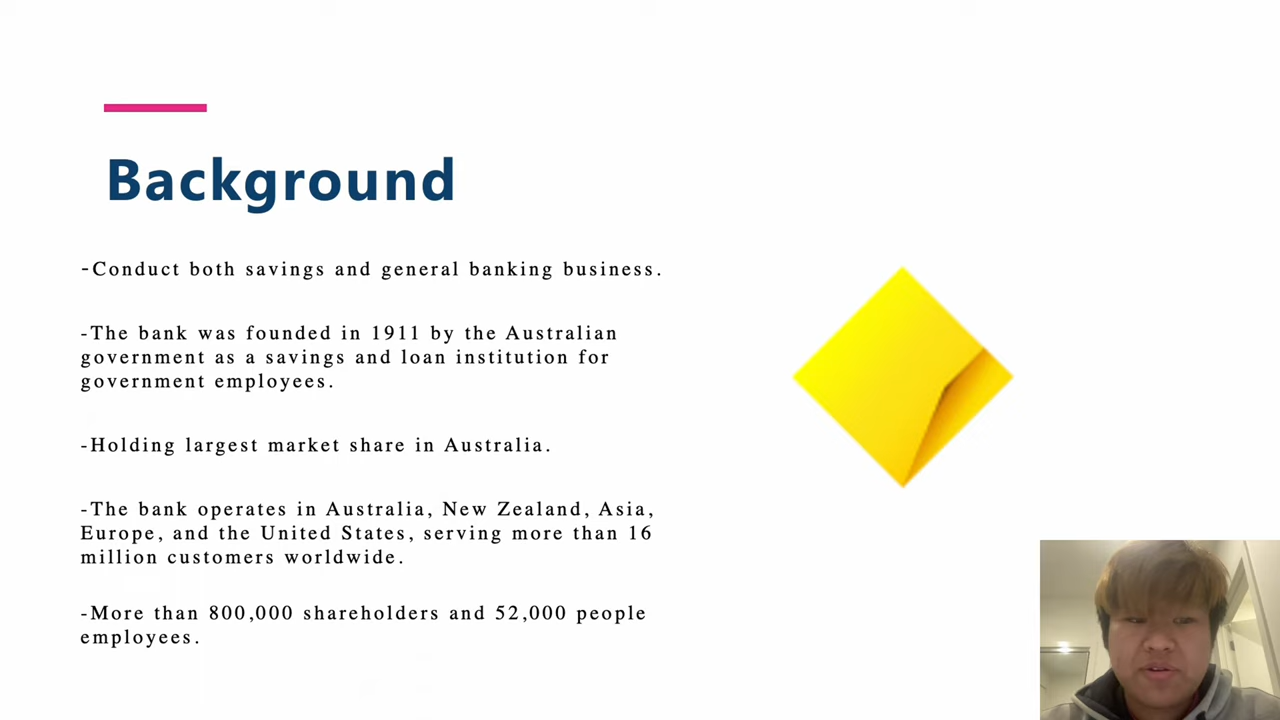 Background
-Conduct both savings and general banking business.
-The bank was founded in 1911 by the Australian
government as a savings and loan institution for
government employees.
-Holding largest market share in Australia.
-The bank operates in Australia, New Zealand, Asia,
Europe, and the United States, serving more than 16
million customers worldwide.
-More than 800,000 shareholders and 52,000 people
employees.